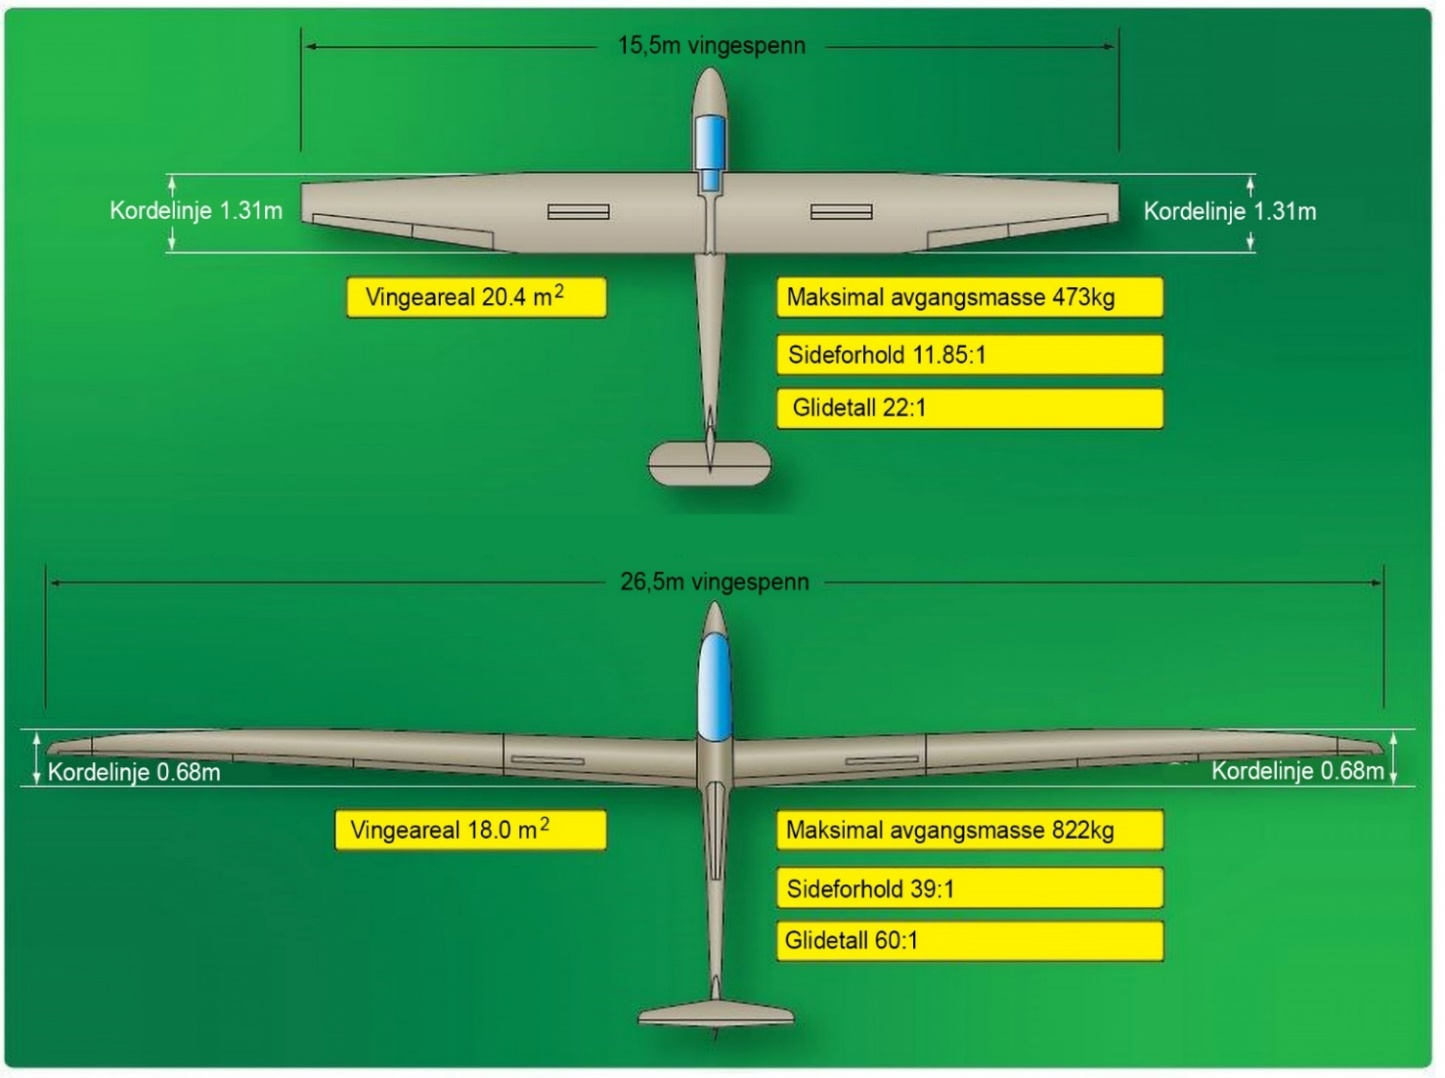 15,5m vingespenn
Kordelinje 1.31m
Kordelinje 1.31m
Vingeareal 20.4 m²
Maksimal avgangsmasse 473kg
Sideforhold 11.85:1
Glidetall 22:1
26,5m vingespenn
Kordelinje 0.68m
Kordelinje 0.68m
Vingeareal 18.0 m²
Maksimal avgangsmasse 822kg
Sideforhold 39:1
Glidetall 60:1